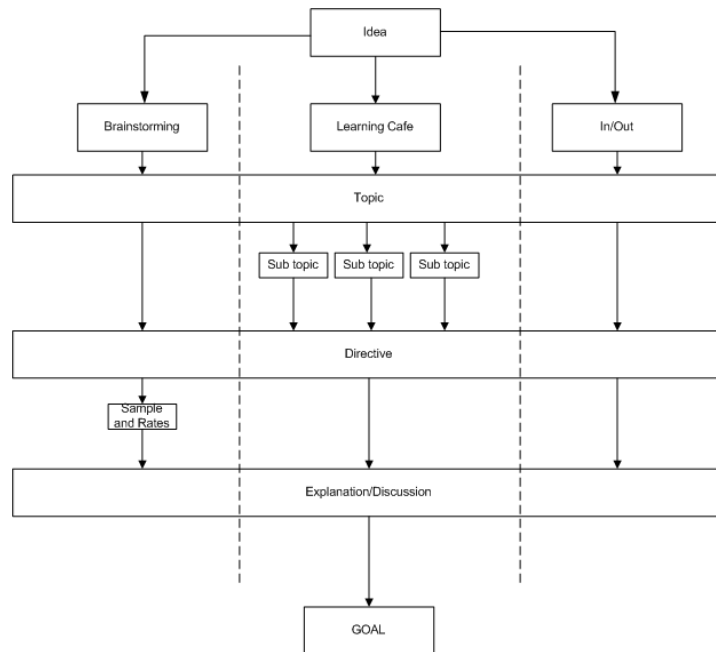 Idea
Brainstorming
Learning Cafe
In/Out
Topic
Sub topic
Sub topic
Sub topic
Directive
Sample
and Rates
Explanation/Discussion
GOAL